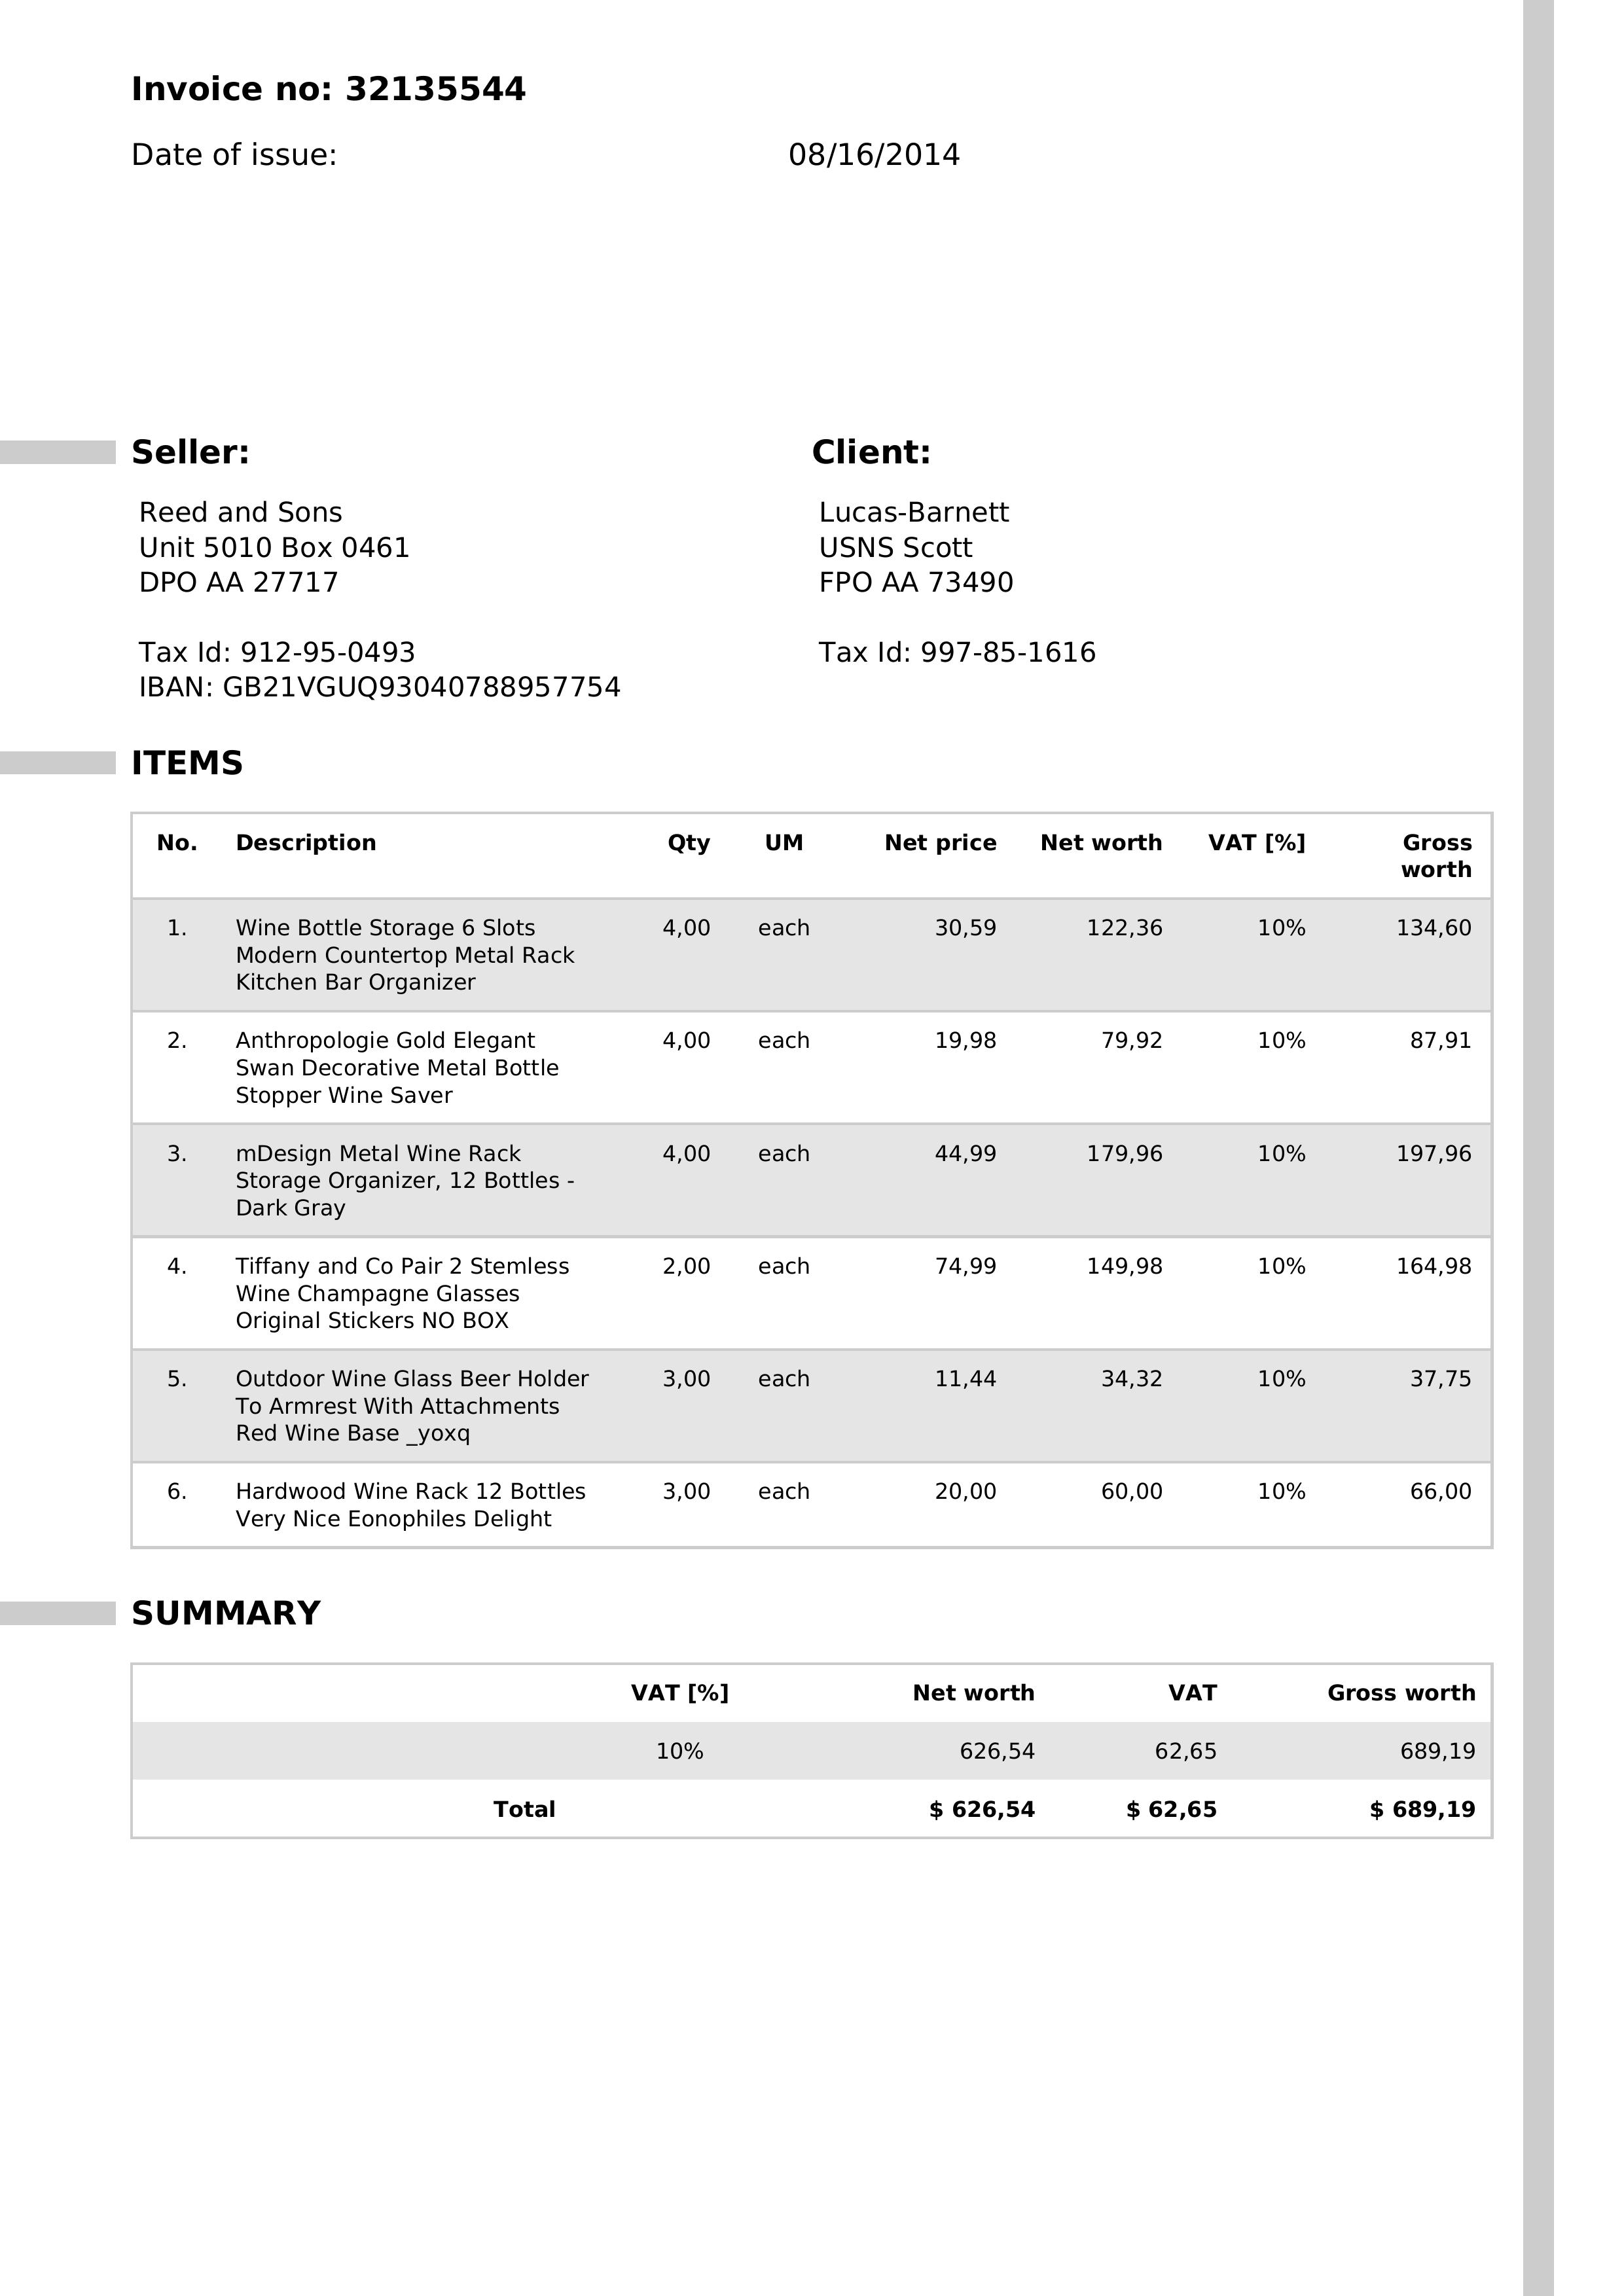 Invoice no: 32135544
Date of issue: 08/16/2014
Seller:
Reed and Sons
Unit 5010 Box 0461
DPO AA 27717
Tax Id: 912-95-0493
IBAN: GB21VGUQ93040788957754
Client:
Lucas-Barnett
USNS Scott
FPO AA 73490
Tax Id: 997-85-1616
ITEMS
No. Description Qty UM Net price Net worth VAT [%] Gross
worth
1. Wine Bottle Storage 6 Slots 4,00 each 30,59 122,36 10% 134,60
Modern Countertop Metal Rack
Kitchen Bar Organizer
2. Anthropologie Gold Elegant 4,00 each 19,98 79,92 10% 87,91
Swan Decorative Metal Bottle
Stopper Wine Saver
3. mDesign Metal Wine Rack 4,00 each 44,99 179,96 10% 197,96
Storage Organizer, 12 Bottles -
Dark Gray
4. Tiffany and Co Pair 2 Stemless 2,00 each 74,99 149,98 10% 164,98
Wine Champagne Glasses
Original Stickers NO BOX
5. Outdoor Wine Glass Beer Holder 3,00 each 11,44 34,32 10% 37,75
To Armrest With Attachments
Red Wine Base _yoxq
6. Hardwood Wine Rack 12 Bottles 3,00 each 20,00 60,00 10% 66,00
Very Nice Eonophiles Delight
SUMMARY
VAT [%] Net worth VAT Gross worth
10% 626,54 62,65 689,19
Total $ 626,54 $ 62,65 $ 689,19